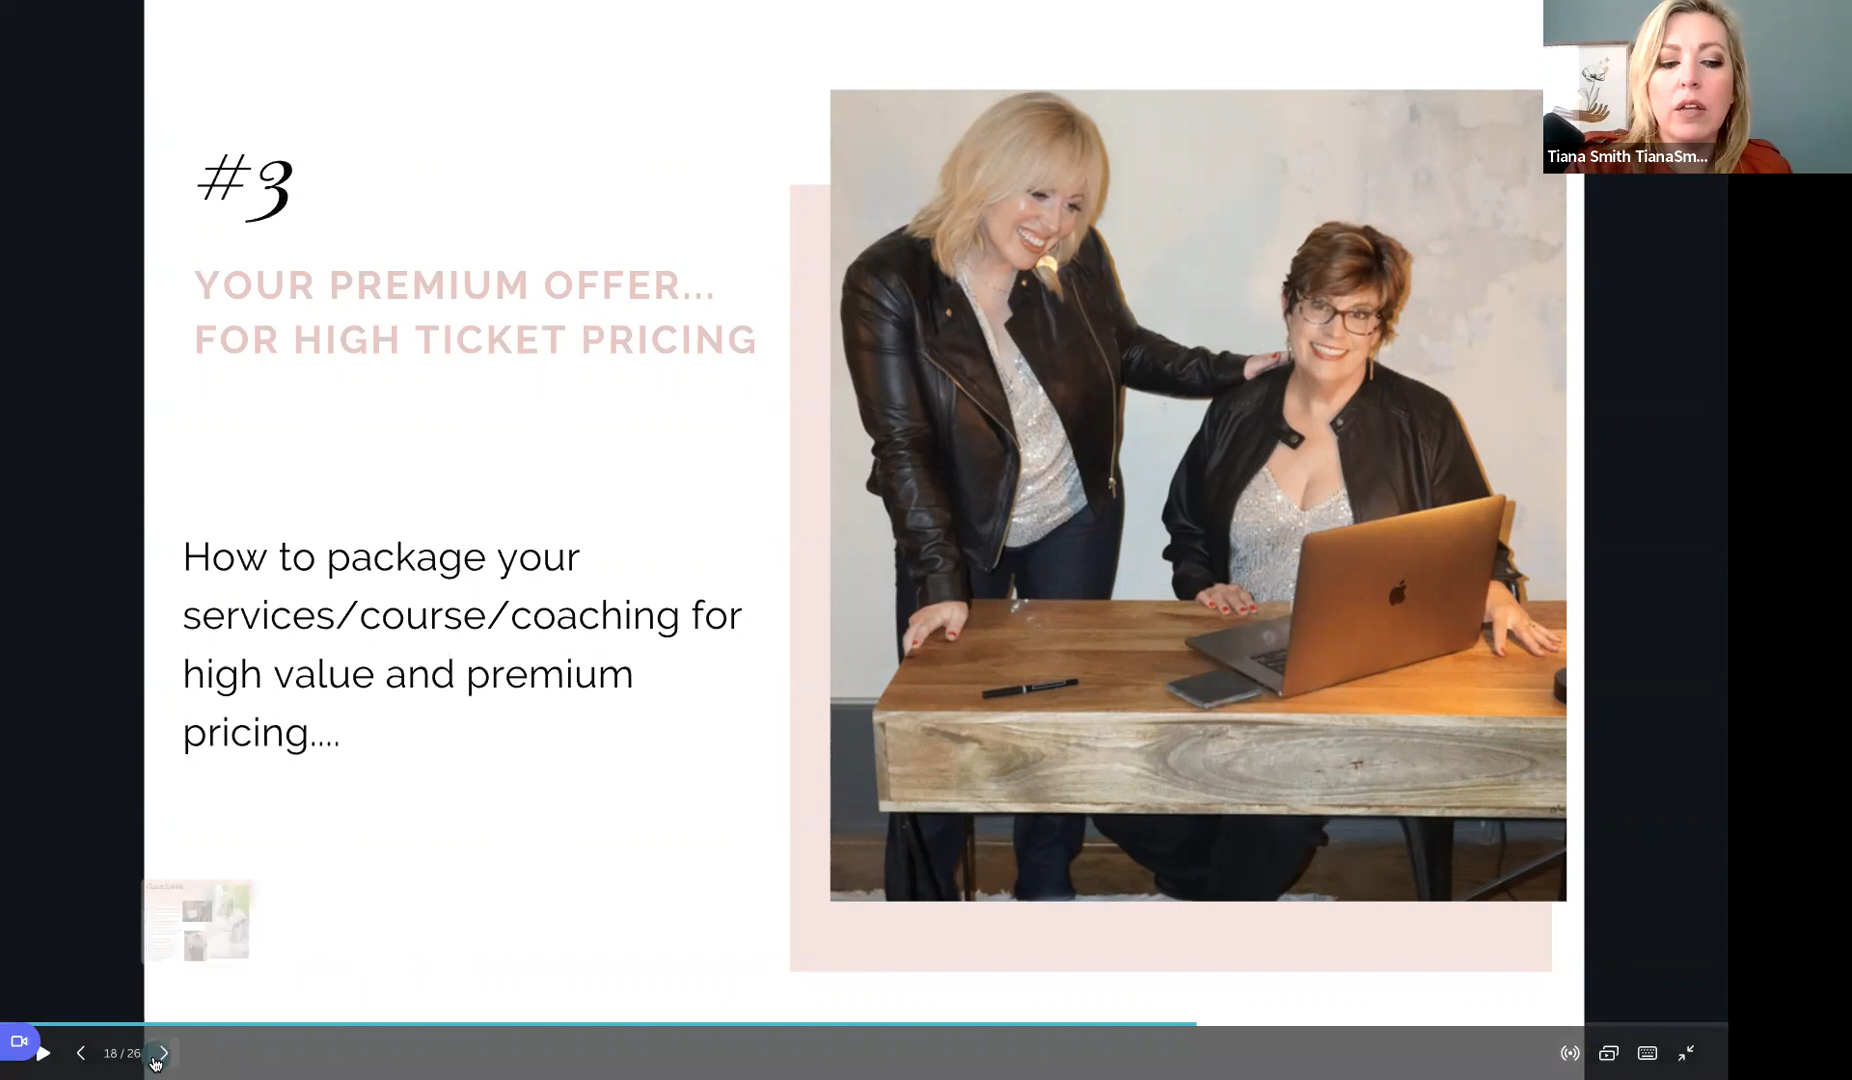 #3
YOUR PREMIUM OFFER...
FOR HIGH TICKET PRICING
How to package your
services/course/coaching for
high value and premium
pricing....
Tiana Smith TianaSm...
18 / 26